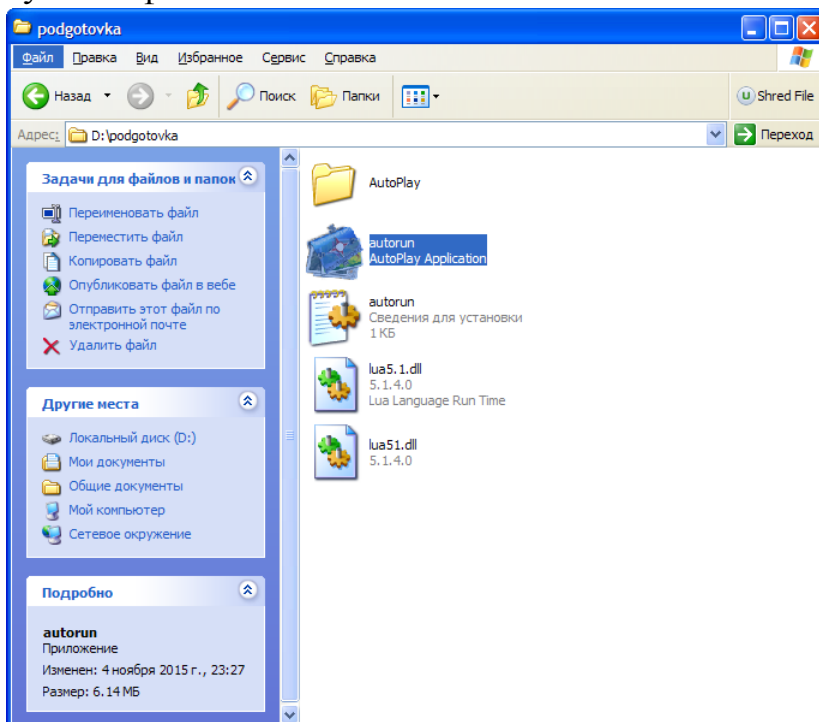 podgotovka
Файл Правка Вид Избранное Сервис Справка
Назад Поиск Папки Shred File
Адрес: D:\podgotovka Переход
Задачи для файлов и папок
Переименовать файл
Переместить файл
Копировать файл
Опубликовать файл в вебе
Отправить этот файл по
электронной почте
Удалить файл
Другие места
Локальный диск (D:)
Мои документы
Общие документы
Мой компьютер
Сетевое окружение
Подробно
autorun
Приложение
Изменен: 4 ноября 2015 г., 23:27
Размер: 6.14 МБ
AutoPlay
autorun
AutoPlay Application
autorun
Сведения для установки
1 КБ
lua5.1.dll
5.1.4.0
Lua Language Run Time
lua51.dll
5.1.4.0